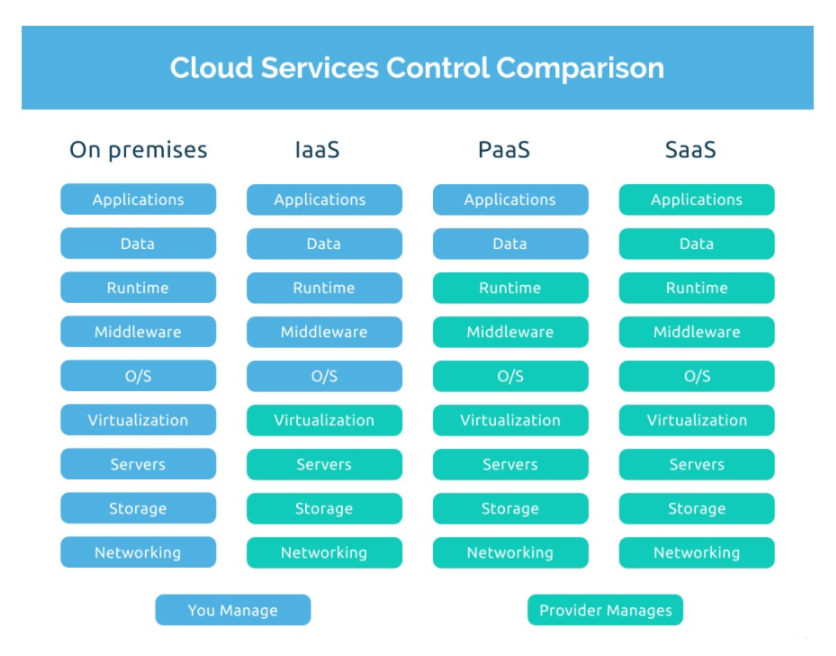 Cloud Services Control Comparison
On premises IaaS PaaS SaaS
Applications Applications Applications Applications
Data Data Data Data
Runtime Runtime Runtime Runtime
Middleware Middleware Middleware Middleware
O/S O/S O/S O/S
Virtualization Virtualization Virtualization Virtualization
Servers Servers Servers Servers
Storage Storage Storage Storage
Networking Networking Networking Networking
You Manage Provider Manages